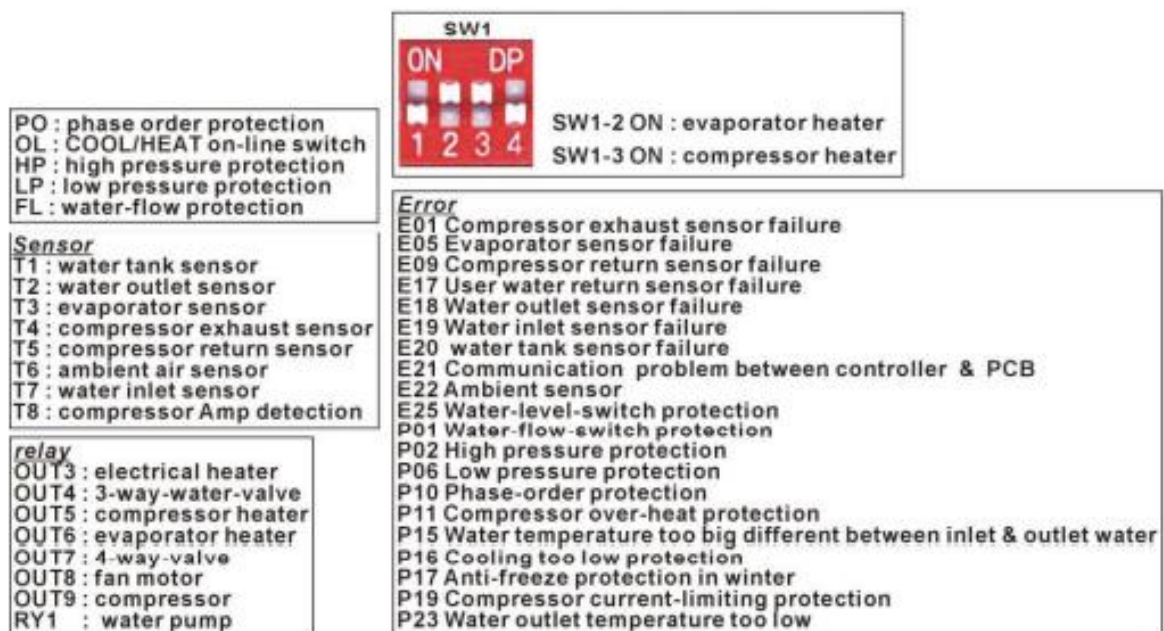 SW1
ON DP
1 2 3 4
SW1-2 ON : evaporator heater
SW1-3 ON : compressor heater
PO : phase order protection
OL : COOL/HEAT on-line switch
HP : high pressure protection
LP : low pressure protection
FL : water-flow protection
Sensor
T1 : water tank sensor
T2 : water outlet sensor
T3 : evaporator sensor
T4 : compressor exhaust sensor
T5 : compressor return sensor
T6 : ambient air sensor
T7 : water inlet sensor
T8 : compressor Amp detection
relay
OUT3 : electrical heater
OUT4 : 3-way-water-valve
OUT5 : compressor heater
OUT6 : evaporator heater
OUT7 : 4-way-valve
OUT8 : fan motor
OUT9 : compressor
RY1 : water pump
Error
E01 Compressor exhaust sensor failure
E05 Evaporator sensor failure
E09 Compressor return sensor failure
E17 User water return sensor failure
E18 Water outlet sensor failure
E19 Water inlet sensor failure
E20 water tank sensor failure
E21 Communication problem between controller & PCB
E22 Ambient sensor
E25 Water-level-switch protection
P01 Water-flow-switch protection
P02 High pressure protection
P06 Low pressure protection
P10 Phase-order protection
P11 Compressor over-heat protection
P15 Water temperature too big different between inlet & outlet water
P16 Cooling too low protection
P17 Anti-freeze protection in winter
P19 Compressor current-limiting protection
P23 Water outlet temperature too low